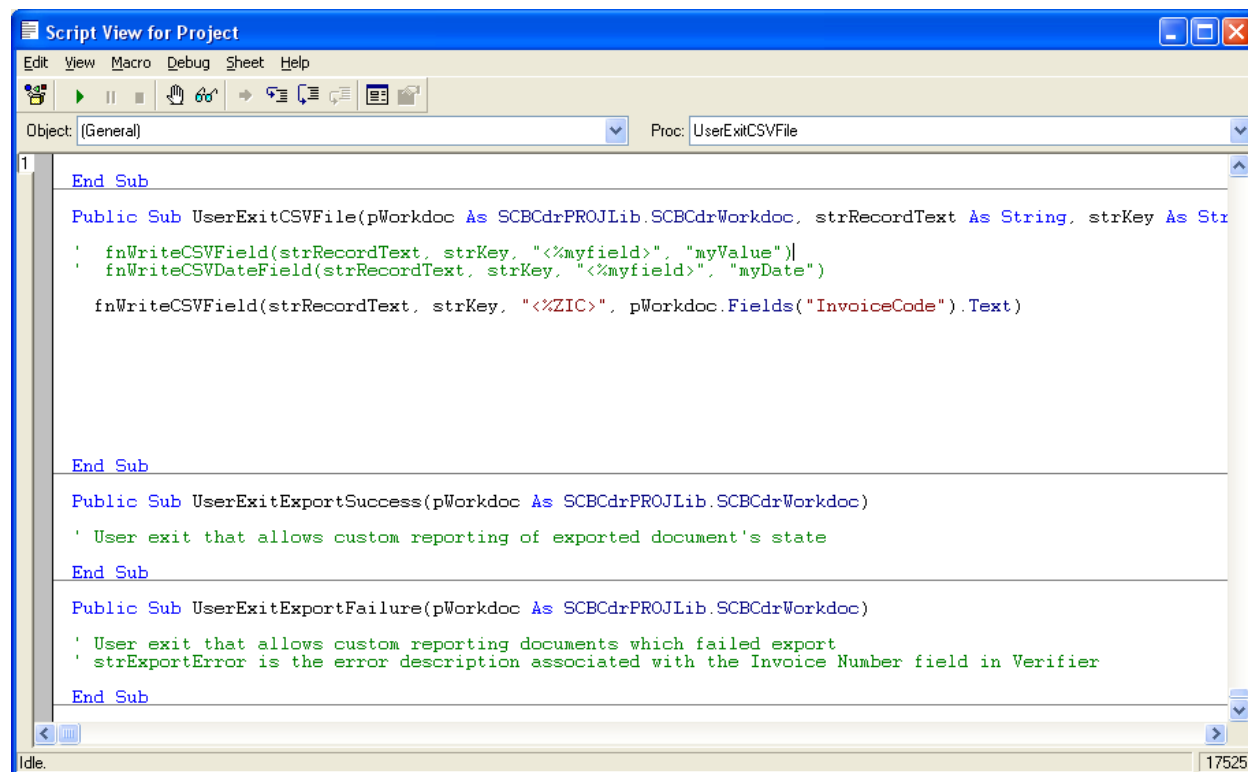 Script View for Project
Edit View Macro Debug Sheet Help
Object: (General) Proc: UserExitCSVFile
1
End Sub
Public Sub UserExitCSVFile(pWorkdoc As SCBCdrPROJLib.SCBCdrWorkdoc, strRecordText As String, strKey As Str
' fnWriteCSVField(strRecordText, strKey, "<%myfield>", "myValue")
' fnWriteCSVDateField(strRecordText, strKey, "<%myfield>", "myDate")
fnWriteCSVField(strRecordText, strKey, "<%ZIC>", pWorkdoc.Fields("InvoiceCode").Text)
End Sub
Public Sub UserExitExportSuccess(pWorkdoc As SCBCdrPROJLib.SCBCdrWorkdoc)
' User exit that allows custom reporting of exported document's state
End Sub
Public Sub UserExitExportFailure(pWorkdoc As SCBCdrPROJLib.SCBCdrWorkdoc)
' User exit that allows custom reporting documents which failed export
' strExportError is the error description associated with the Invoice Number field in Verifier
End Sub
Idle. 17525